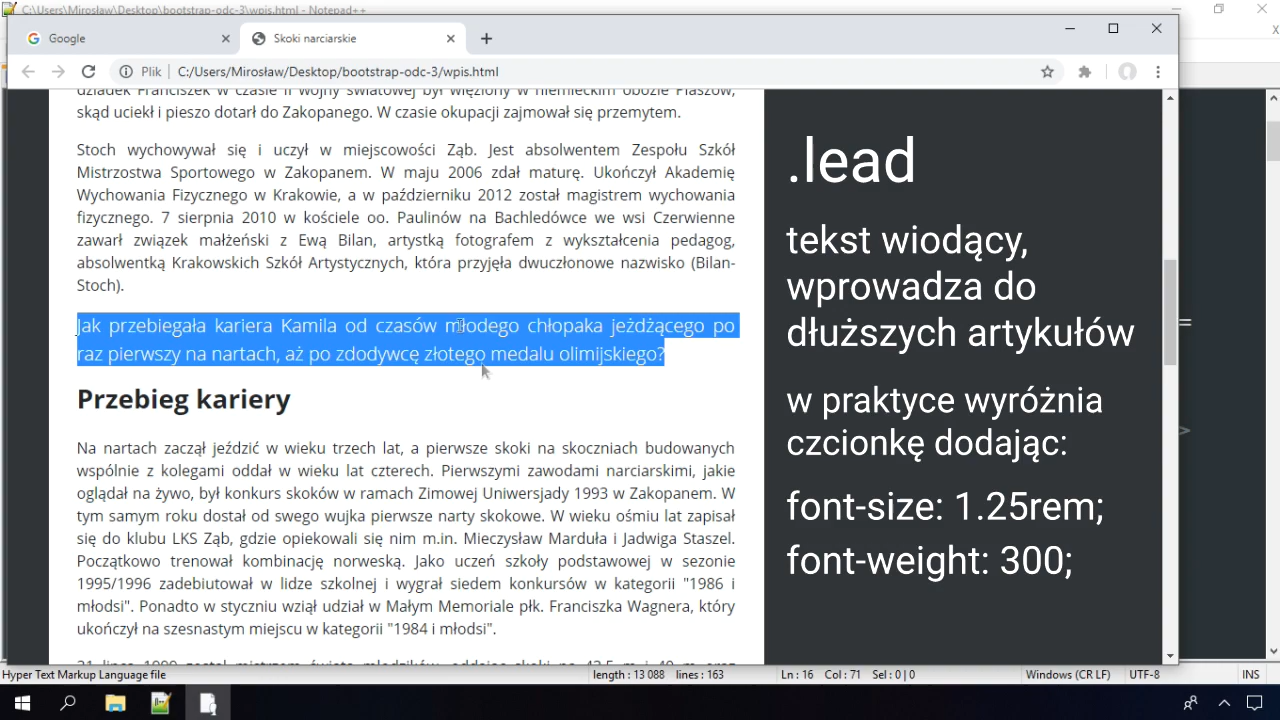 C:\Users\Mirosław\Desktop\bootstrap-odc-3\wpis.html - Notepad++
Google
Skoki narciarskie
Plik
C:/Users/Mirosław/Desktop/bootstrap-odc-3/wpis.html
dziadek Franciszek w czasie II wojny światowej był więziony w niemieckim obozie Płaszów,
skąd uciekł i pieszo dotarł do Zakopanego. W czasie okupacji zajmował się przemytem.
Stoch wychowywał się i uczył w miejscowości Ząb. Jest absolwentem Zespołu Szkół
Mistrzostwa Sportowego w Zakopanem. W maju 2006 zdał maturę. Ukończył Akademię
Wychowania Fizycznego w Krakowie, a w październiku 2012 został magistrem wychowania
fizycznego. 7 sierpnia 2010 w kościele oo. Paulinów na Bachledówce we wsi Czerwienne
zawarł związek małżeński z Ewą Bilan, artystką fotografem z wykształcenia pedagog,
absolwentką Krakowskich Szkół Artystycznych, która przyjęła dwuczłonowe nazwisko (Bilan-
Stoch).
Jak przebiegała kariera Kamila od czasów młodego chłopaka jeżdżącego po
raz pierwszy na nartach, aż po zdodywcę złotego medalu olimijskiego?
Przebieg kariery
Na nartach zaczął jeździć w wieku trzech lat, a pierwsze skoki na skoczniach budowanych
wspólnie z kolegami oddał w wieku lat czterech. Pierwszymi zawodami narciarskimi, jakie
oglądał na żywo, był konkurs skoków w ramach Zimowej Uniwersjady 1993 w Zakopanem. W
tym samym roku dostał od swego wujka pierwsze narty skokowe. W wieku ośmiu lat zapisał
się do klubu LKS Ząb, gdzie opiekowali się nim m.in. Mieczysław Marduła i Jadwiga Staszel.
Początkowo trenował kombinację norweską. Jako uczeń szkoły podstawowej w sezonie
1995/1996 zadebiutował w lidze szkolnej i wygrał siedem konkursów w kategorii "1986 i
młodsi". Ponadto w styczniu wziął udział w Małym Memoriale płk. Franciszka Wagnera, który
ukończył na szesnastym miejscu w kategorii "1984 i młodsi".
.lead
tekst wiodący,
wprowadza do
dłuższych artykułów
w praktyce wyróżnia
czcionkę dodając:
font-size: 1.25rem;
font-weight: 300;
=
>
Hyper Text Markup Language file
length : 13 088 lines : 163
Ln : 16 Col : 71 Sel : 0 | 0
Windows (CR LF)
UTF-8
INS